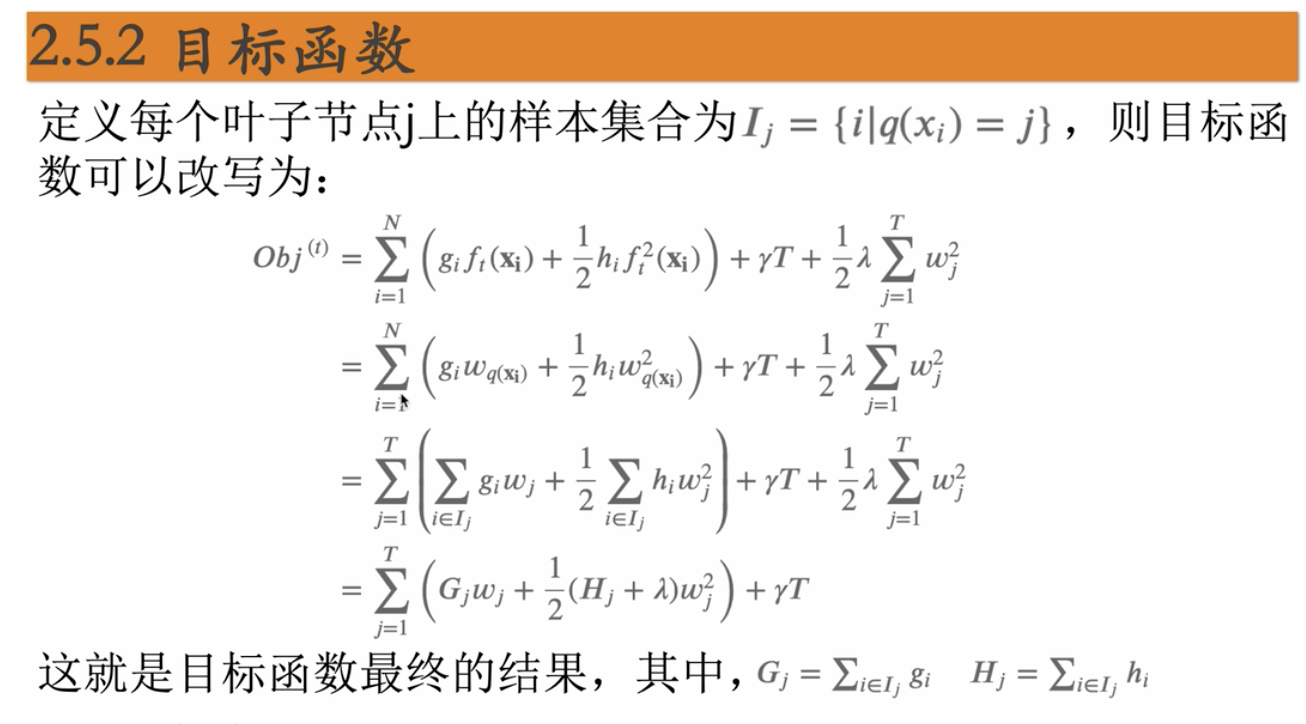 2.5.2 目标函数
定义每个叶子节点j上的样本集合为 I_j = {i|q(x_i) = j} ，则目标函
数可以改写为：
Obj^{(t)} = \sum_{i=1}^{N} \left( g_i f_t(\mathbf{x_i}) + \frac{1}{2} h_i f_t^2(\mathbf{x_i}) \right) + \gamma T + \frac{1}{2} \lambda \sum_{j=1}^{T} w_j^2
= \sum_{i=1}^{N} \left( g_i w_{q(\mathbf{x_i})} + \frac{1}{2} h_i w_{q(\mathbf{x_i})}^2 \right) + \gamma T + \frac{1}{2} \lambda \sum_{j=1}^{T} w_j^2
= \sum_{j=1}^{T} \left( \sum_{i \in I_j} g_i w_j + \frac{1}{2} \sum_{i \in I_j} h_i w_j^2 \right) + \gamma T + \frac{1}{2} \lambda \sum_{j=1}^{T} w_j^2
= \sum_{j=1}^{T} \left( G_j w_j + \frac{1}{2} (H_j + \lambda) w_j^2 \right) + \gamma T
这就是目标函数最终的结果，其中， G_j = \sum_{i \in I_j} g_i \quad H_j = \sum_{i \in I_j} h_i